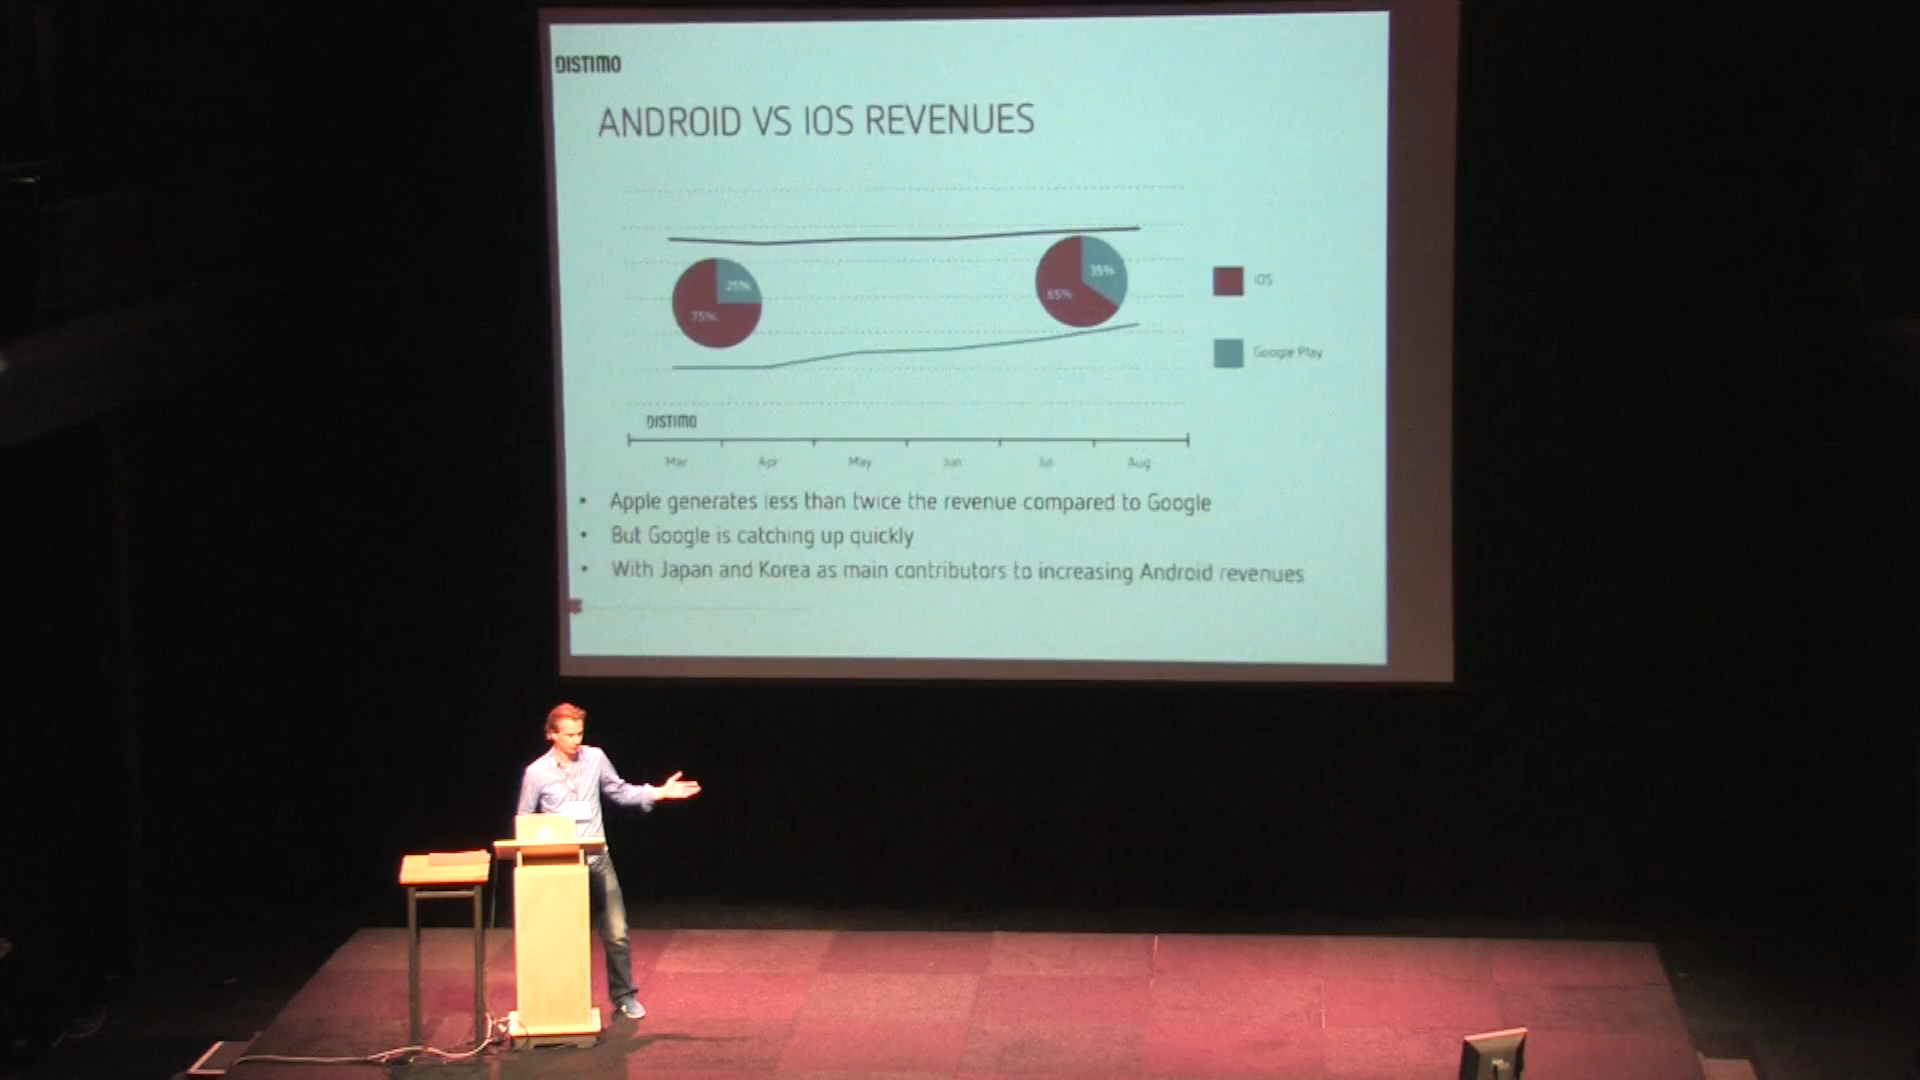 DISTIMO
ANDROID VS IOS REVENUES
25%
75%
35%
65%
iOS
Google Play
DISTIMO
Mar Apr May Jun Jul Aug
• Apple generates less than twice the revenue compared to Google
• But Google is catching up quickly
• With Japan and Korea as main contributors to increasing Android revenues